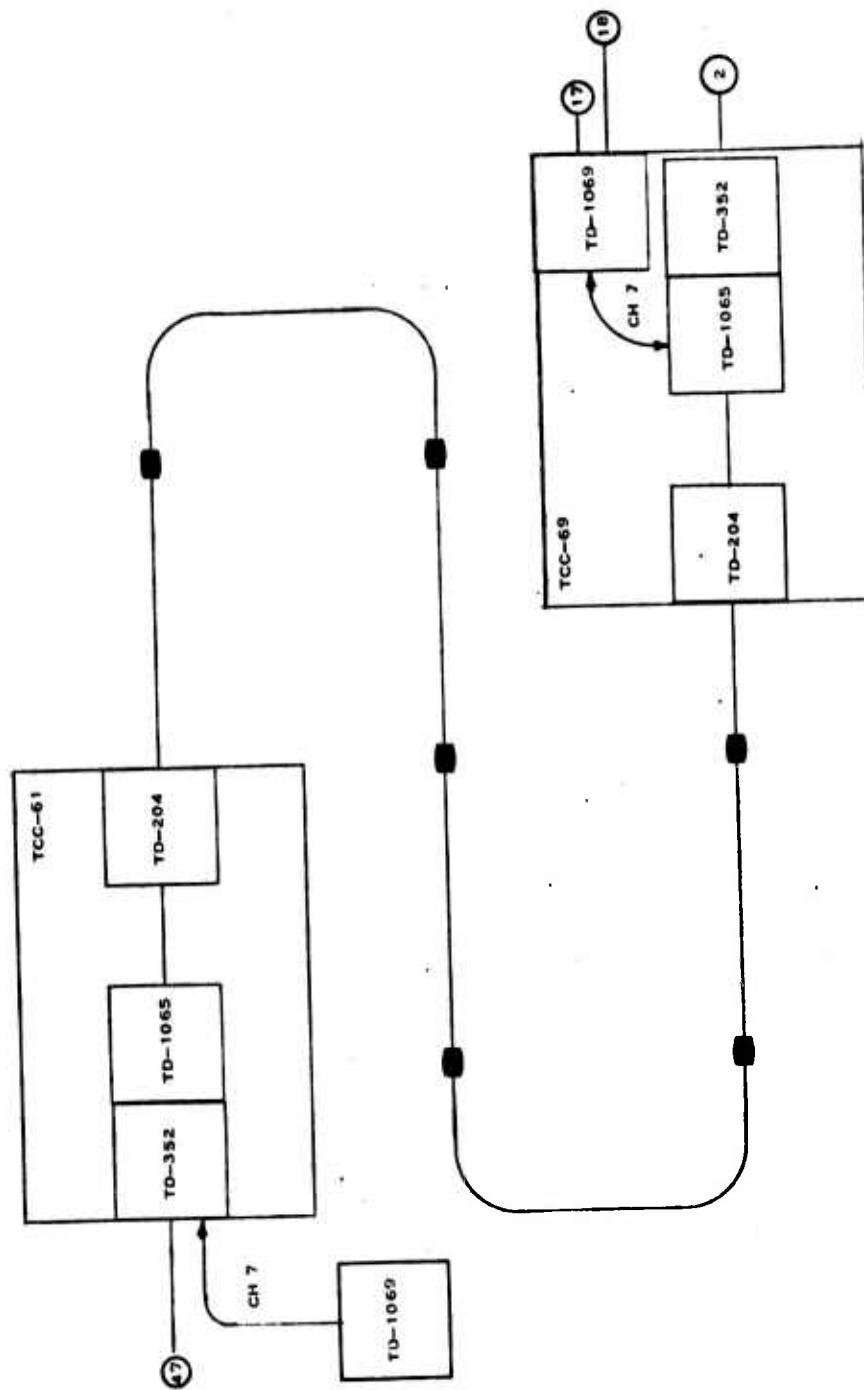 TCC-61
TD-352
TD-1065
TD-204
47
CH 7
TD-1069
TCC-69
TD-204
TD-1065
TD-352
CH 7
TD-1069
17
18
2